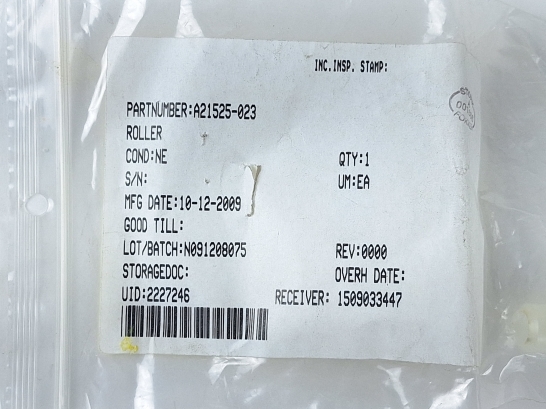 INC.INSP. STAMP:
PARTNUMBER:A21525-023
ROLLER
COND:NE QTY:1
S/N: UM:EA
MFG DATE:10-12-2009
GOOD TILL:
LOT/BATCH:N091208075 REV:0000
STORAGEDOC: OVERH DATE:
UID:2227246 RECEIVER: 1509033447